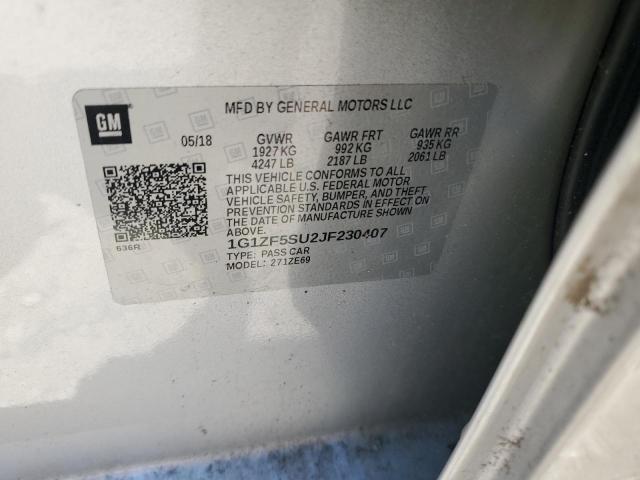 MFD BY GENERAL MOTORS LLC
GM
05/18 GVWR GAWR FRT GAWR RR
1927 KG 992 KG 935 KG
4247 LB 2187 LB 2061 LB
THIS VEHICLE CONFORMS TO ALL
APPLICABLE U.S. FEDERAL MOTOR
VEHICLE SAFETY, BUMPER, AND THEFT
PREVENTION STANDARDS IN EFFECT
ON THE DATE OF MANUFACTURE SHOWN
ABOVE.
636R
1G1ZF5SU2JF230407
TYPE: PASS CAR
MODEL: 271ZE69